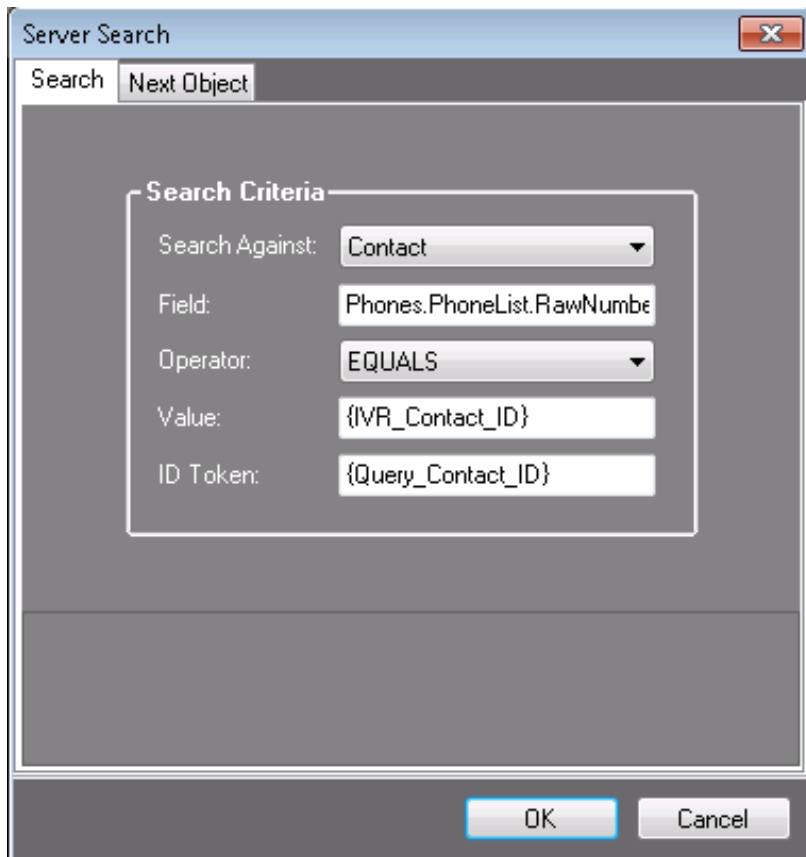 Server Search
Search Next Object
Search Criteria
Search Against: Contact
Field: Phones.PhoneList.RawNumbe
Operator: EQUALS
Value: {IVR_Contact_ID}
ID Token: {Query_Contact_ID}
OK Cancel